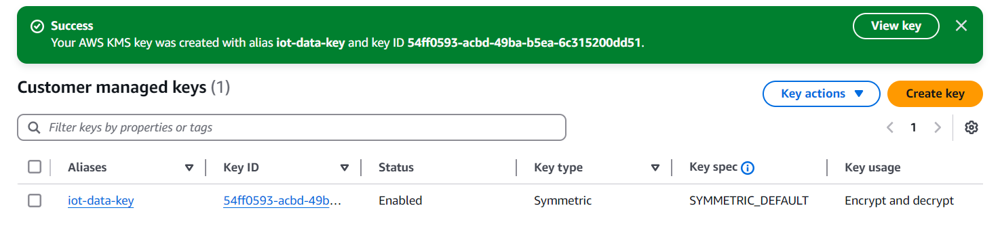 Success
View key
Your AWS KMS key was created with alias iot-data-key and key ID 54ff0593-acbd-49ba-b5ea-6c315200dd51.
Customer managed keys (1)
Key actions
Create key
Filter keys by properties or tags
1
Aliases Key ID Status Key type Key spec Key usage
iot-data-key 54ff0593-acbd-49b... Enabled Symmetric SYMMETRIC_DEFAULT Encrypt and decrypt